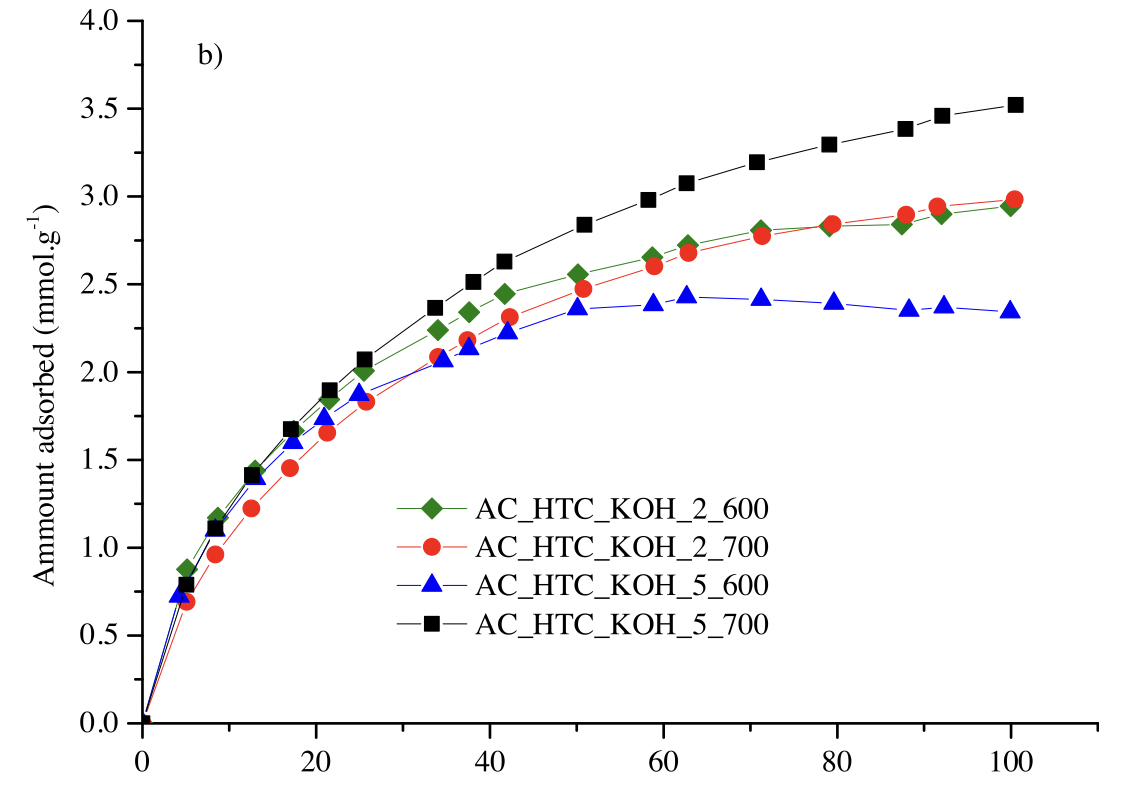 b)
Ammount adsorbed (mmol.g-1)
4.0
3.5
3.0
2.5
2.0
1.5
1.0
0.5
0.0
AC_HTC_KOH_2_600
AC_HTC_KOH_2_700
AC_HTC_KOH_5_600
AC_HTC_KOH_5_700
0 20 40 60 80 100